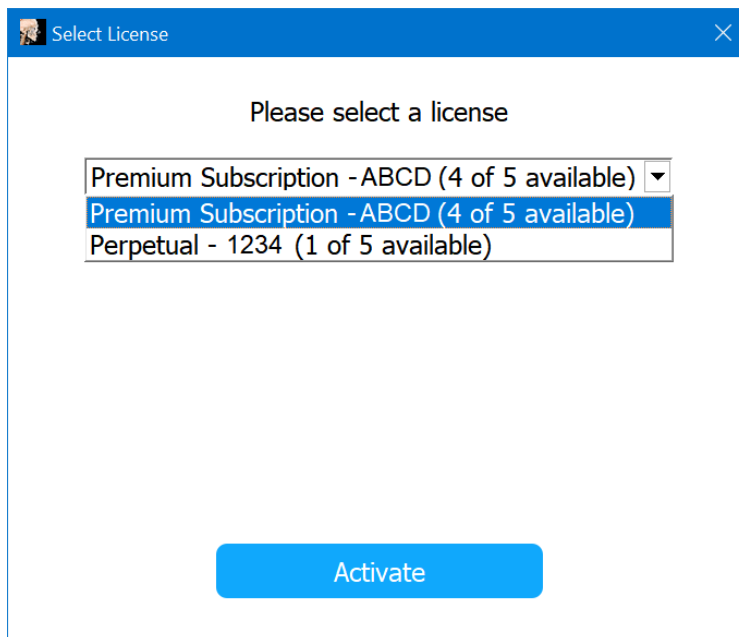 Select License
Please select a license
Premium Subscription - ABCD (4 of 5 available)
Premium Subscription - ABCD (4 of 5 available)
Perpetual - 1234 (1 of 5 available)
Activate